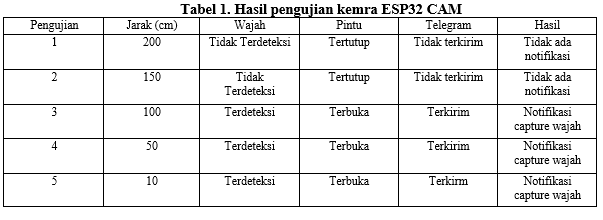 Tabel 1. Hasil pengujian kemra ESP32 CAM
Pengujian Jarak (cm) Wajah Pintu Telegram Hasil
1 200 Tidak Terdeteksi Tertutup Tidak terkirim Tidak ada
notifikasi
2 150 Tidak Tertutup Tidak terkirim Tidak ada
Terdeteksi notifikasi
3 100 Terdeteksi Terbuka Terkirim Notifikasi
capture wajah
4 50 Terdeteksi Terbuka Terkirim Notifikasi
capture wajah
5 10 Terdeteksi Terbuka Terkirm Notifikasi
capture wajah